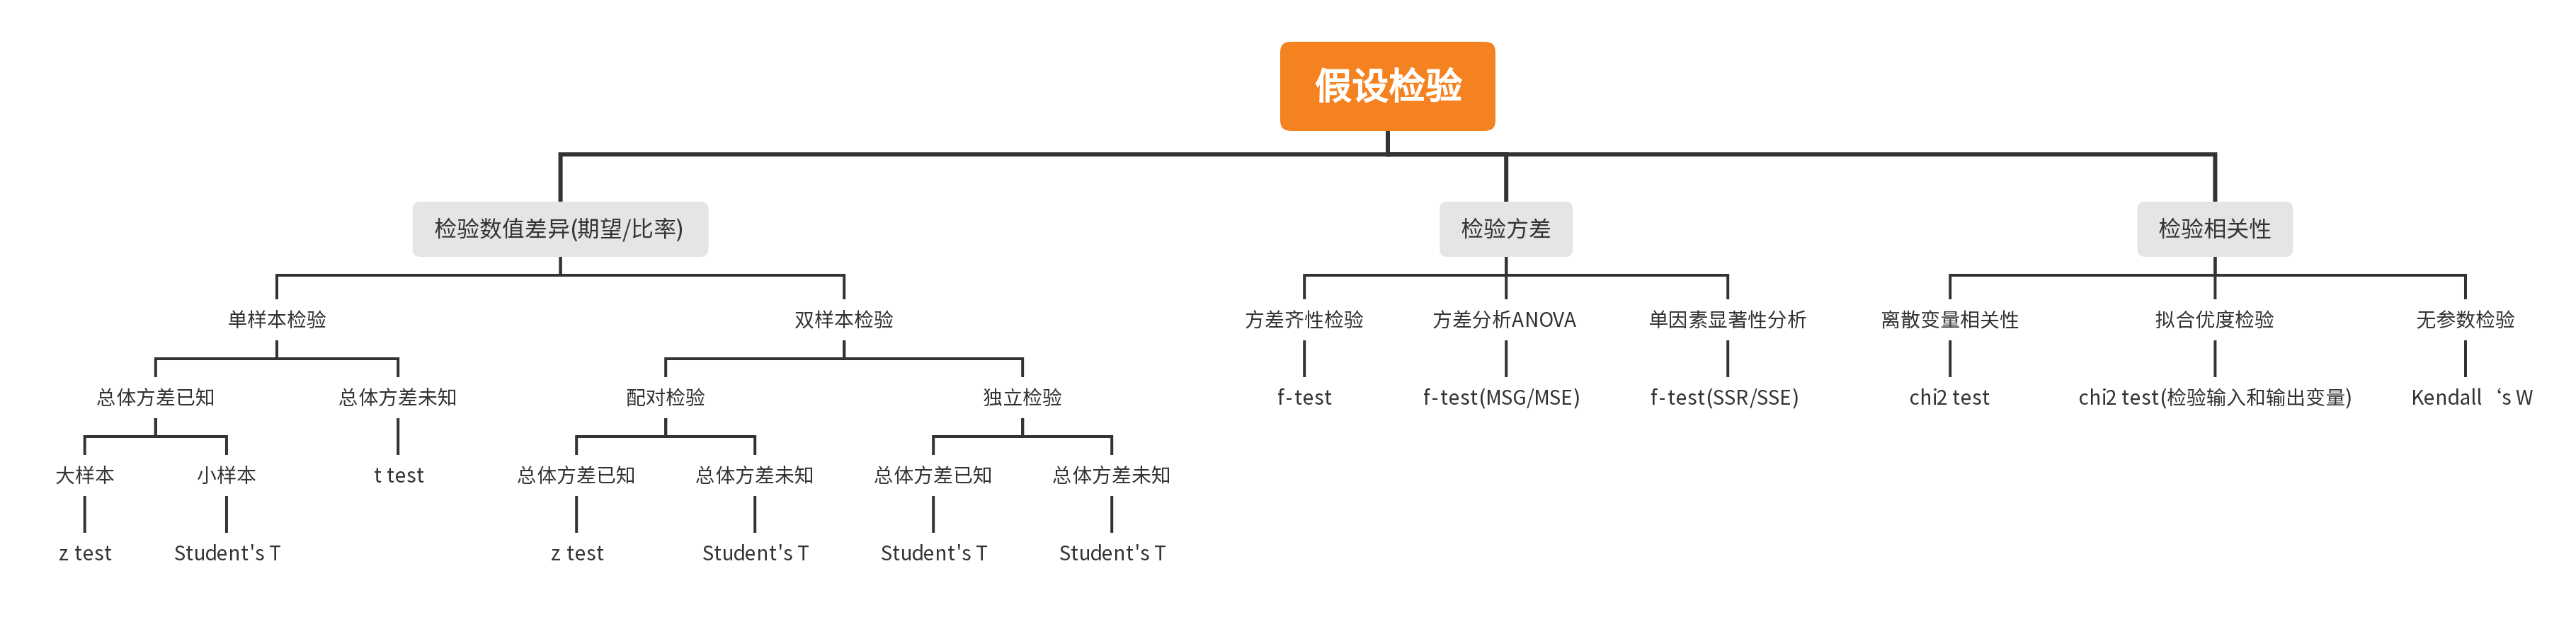 假设检验
检验数值差异(期望/比率)
检验方差
检验相关性
单样本检验
双样本检验
方差齐性检验
方差分析ANOVA
单因素显著性分析
离散变量相关性
拟合优度检验
无参数检验
总体方差已知
总体方差未知
配对检验
独立检验
f-test
f-test(MSG/MSE)
f-test(SSR/SSE)
chi2 test
chi2 test(检验输入和输出变量)
Kendall‘s W
大样本
小样本
t test
总体方差已知
总体方差未知
总体方差已知
总体方差未知
z test
Student's T
z test
Student's T
Student's T
Student's T